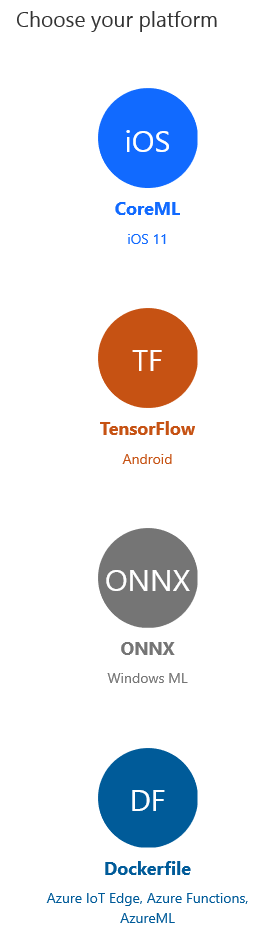 Choose your platform
iOS
CoreML
iOS 11
TF
TensorFlow
Android
ONNX
ONNX
Windows ML
DF
Dockerfile
Azure IoT Edge, Azure Functions,
AzureML